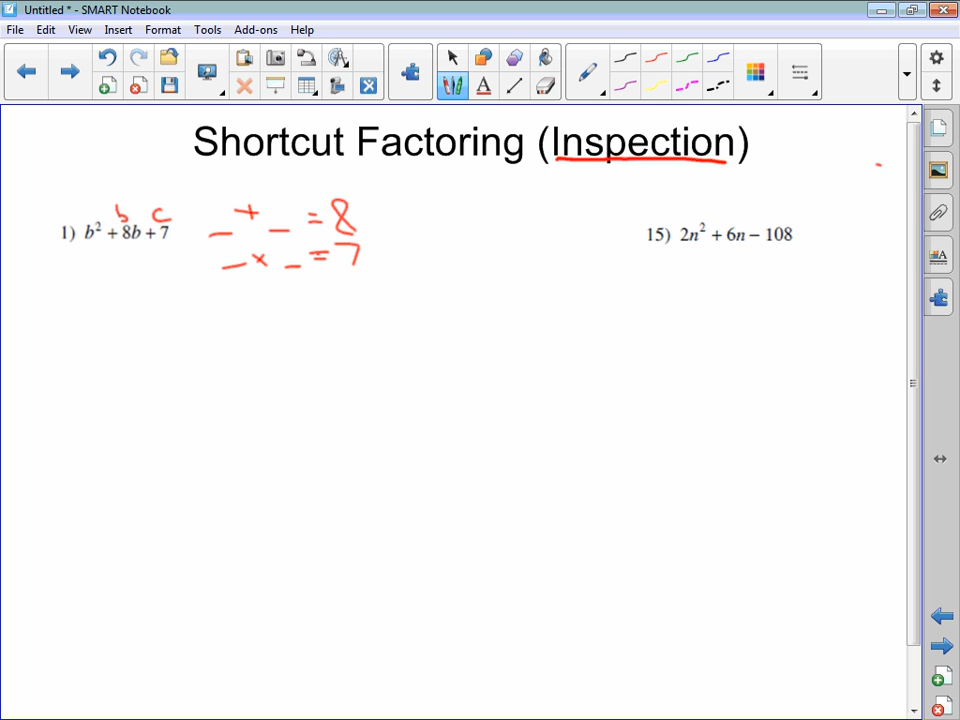 Untitled * - SMART Notebook
File Edit View Insert Format Tools Add-ons Help
Shortcut Factoring (Inspection)
b c
1) b² + 8b + 7
_ + _ = 8
_ × _ = 7
15) 2n² + 6n − 108